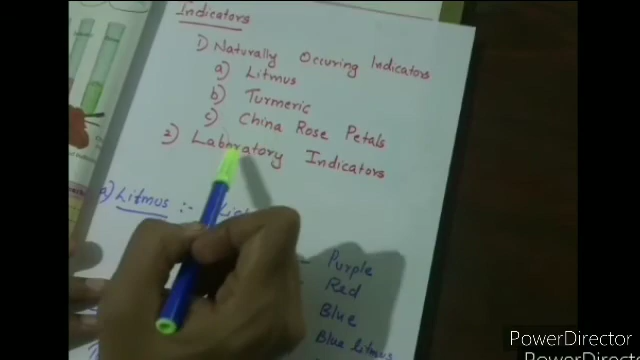 Indicators
1) Naturally Occuring Indicators
a) Litmus
b) Turmeric
c) China Rose Petals
2) Laboratory Indicators
a) Litmus :-
Purple
Red
Blue
Blue litmus
PowerDirector
PowerDirector